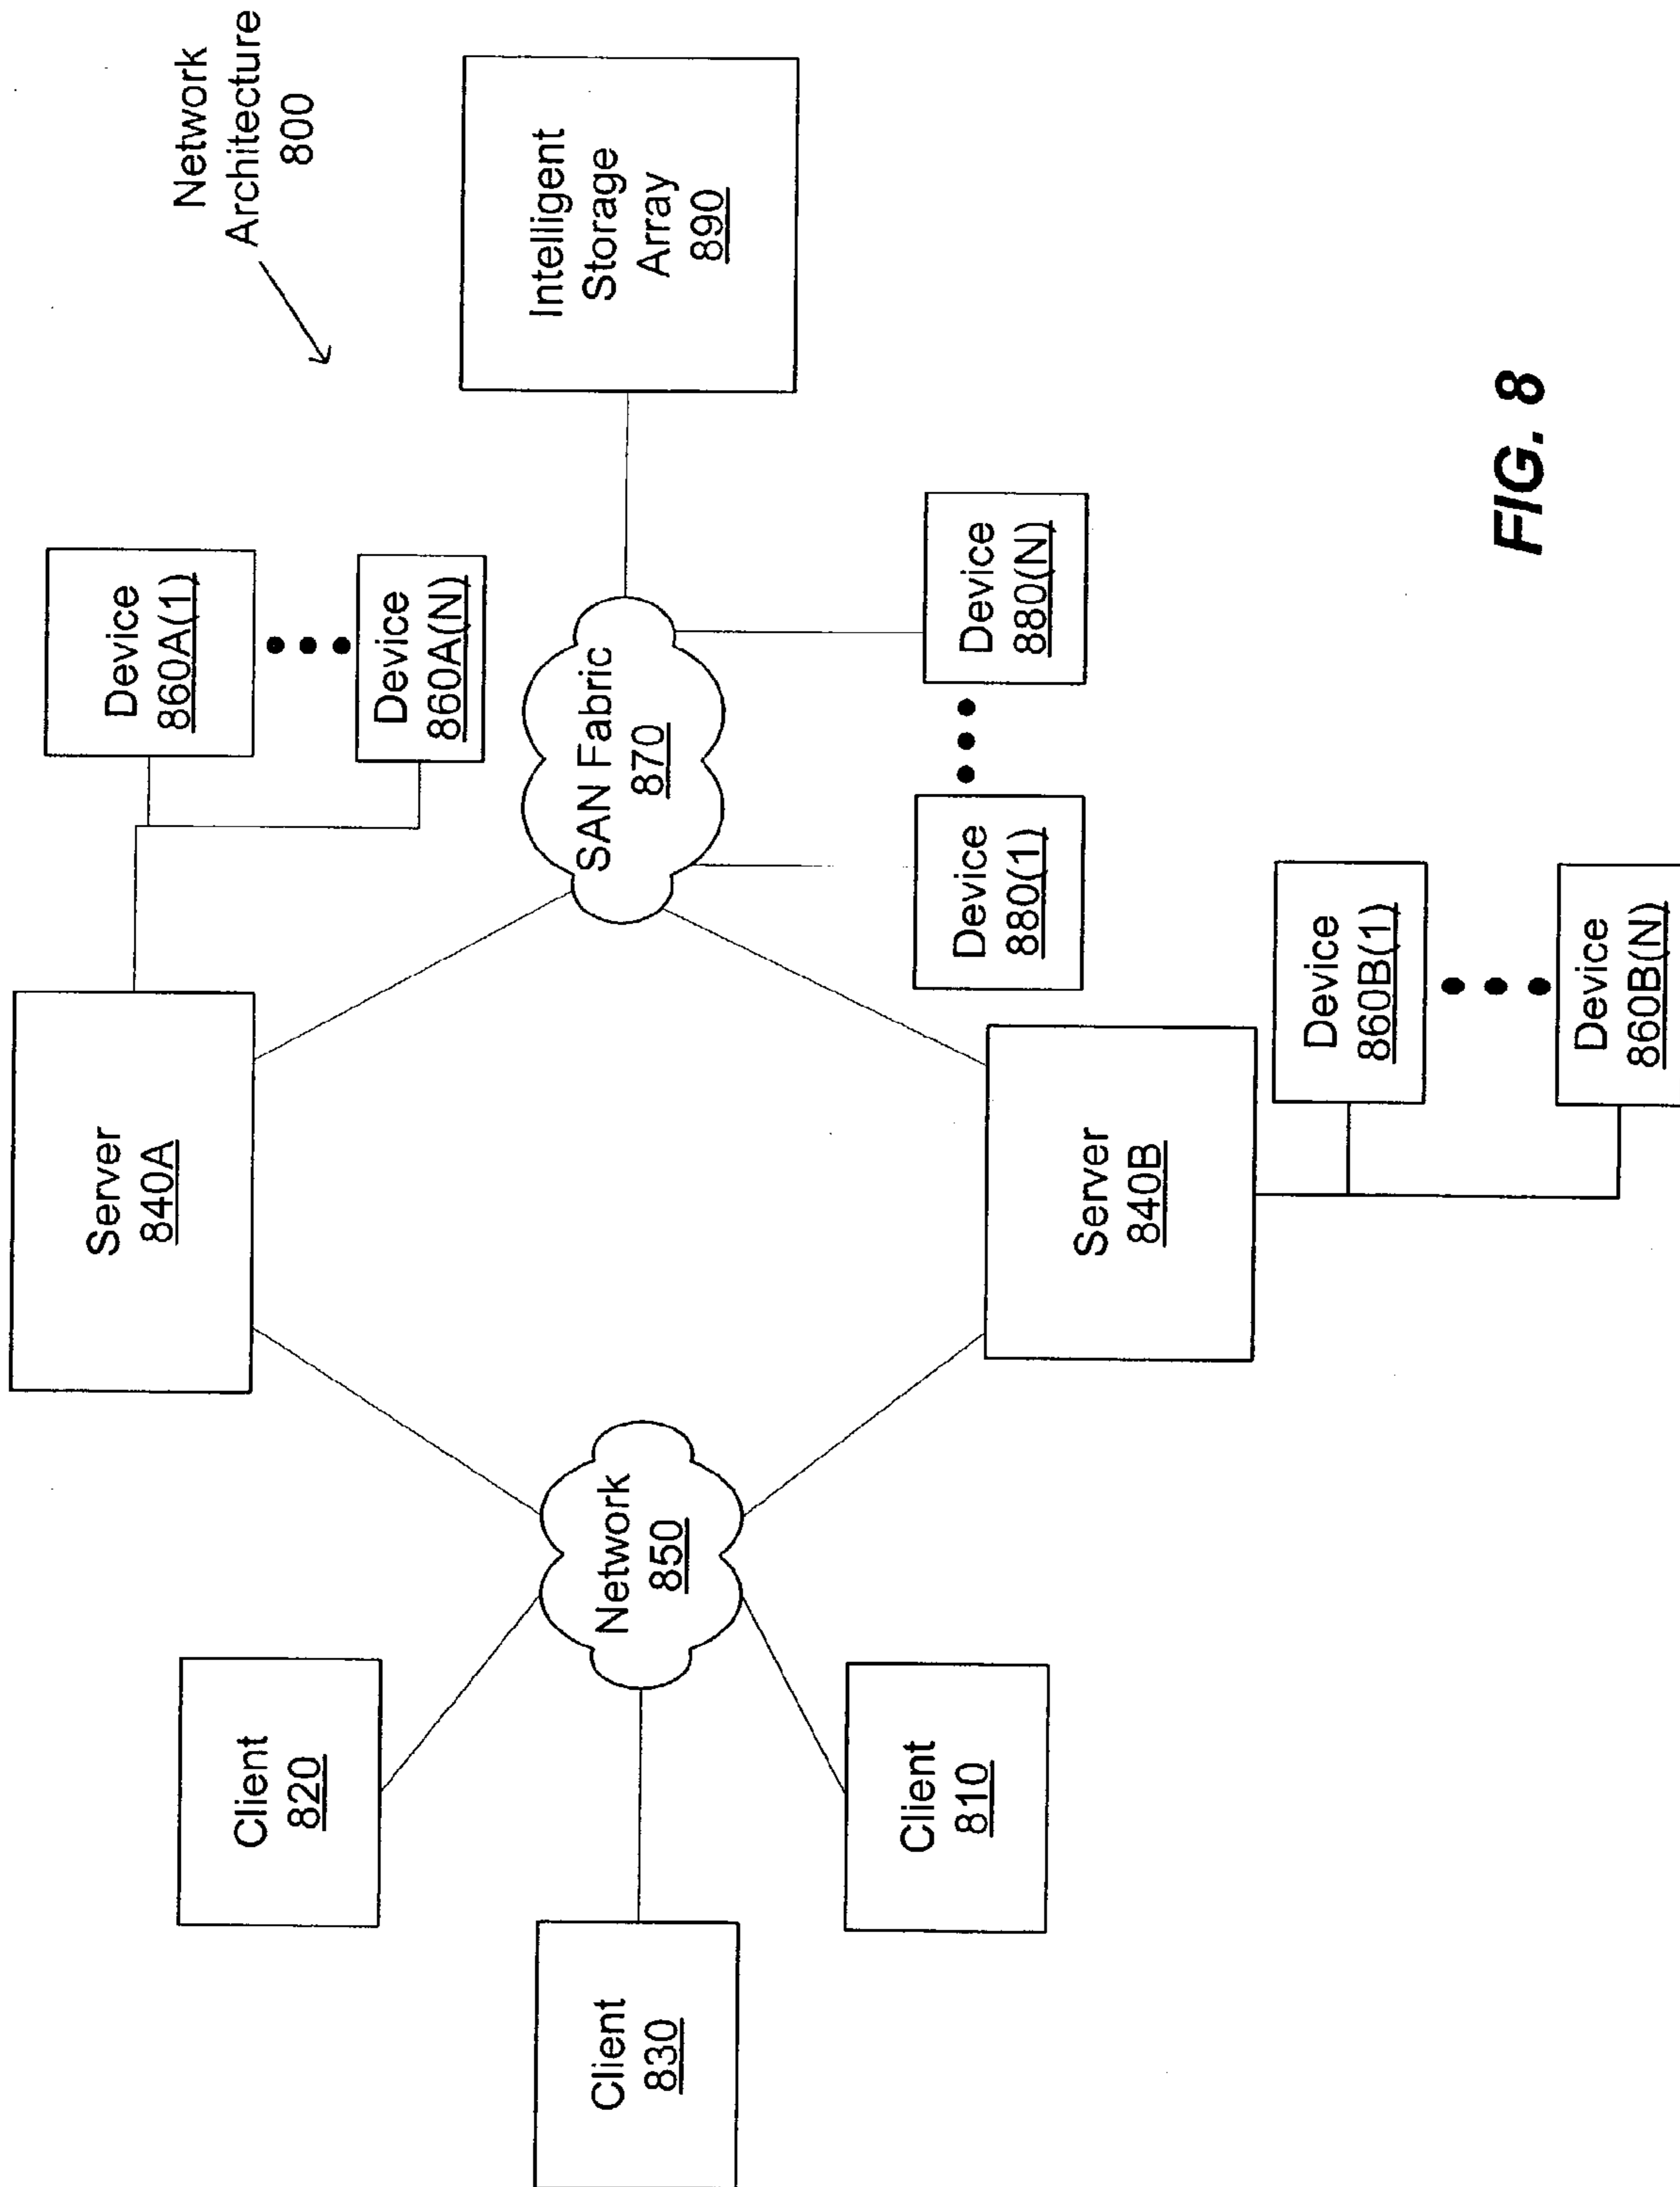 Network
Architecture
800
Client
820
Client
830
Client
810
Network
850
Server
840A
Server
840B
Device
860A(1)
Device
860A(N)
SAN Fabric
870
Intelligent
Storage
Array
890
Device
880(1)
Device
880(N)
Device
860B(1)
Device
860B(N)
FIG. 8